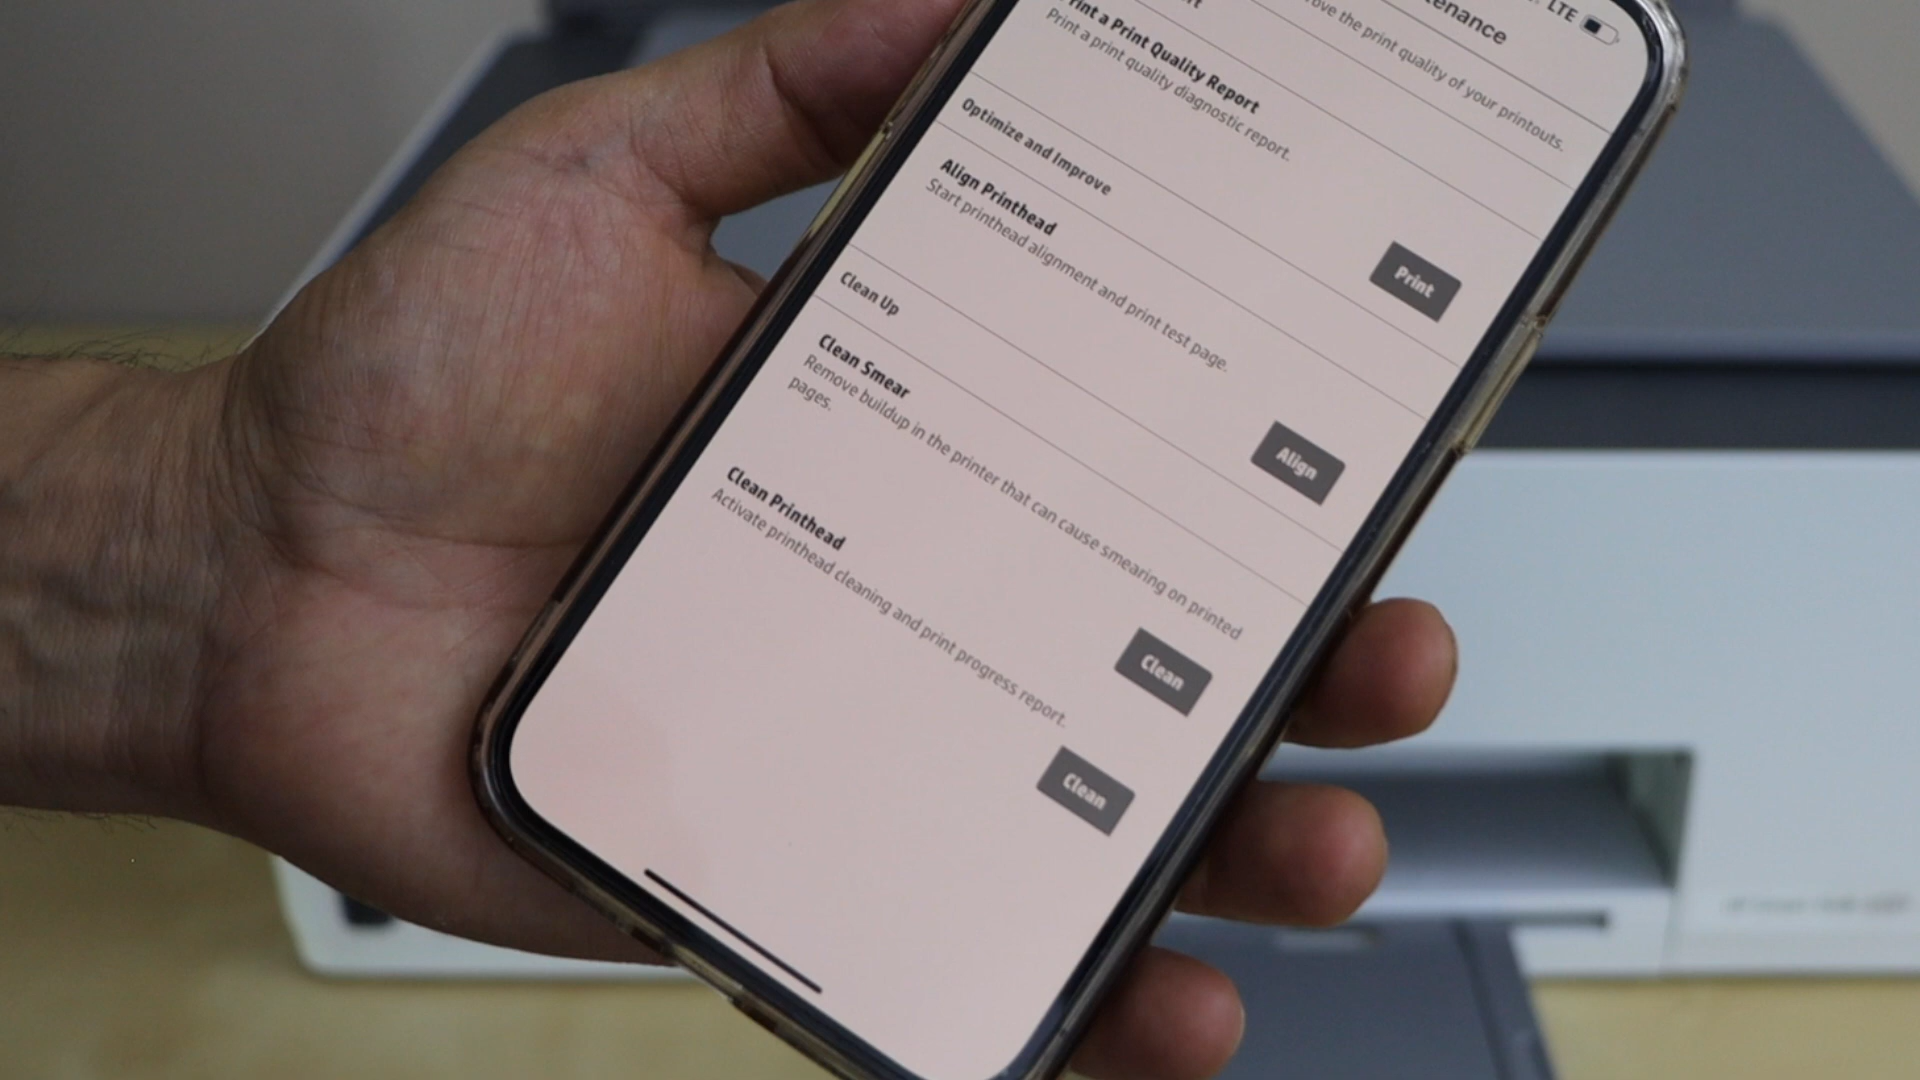 LTE
tenance
ove the print quality of your printouts.
rt
Print a Print Quality Report
Print a print quality diagnostic report.
Print
Optimize and Improve
Align Printhead
Start printhead alignment and print test page.
Align
Clean Up
Clean Smear
Remove buildup in the printer that can cause smearing on printed
pages.
Clean
Clean Printhead
Activate printhead cleaning and print progress report.
Clean